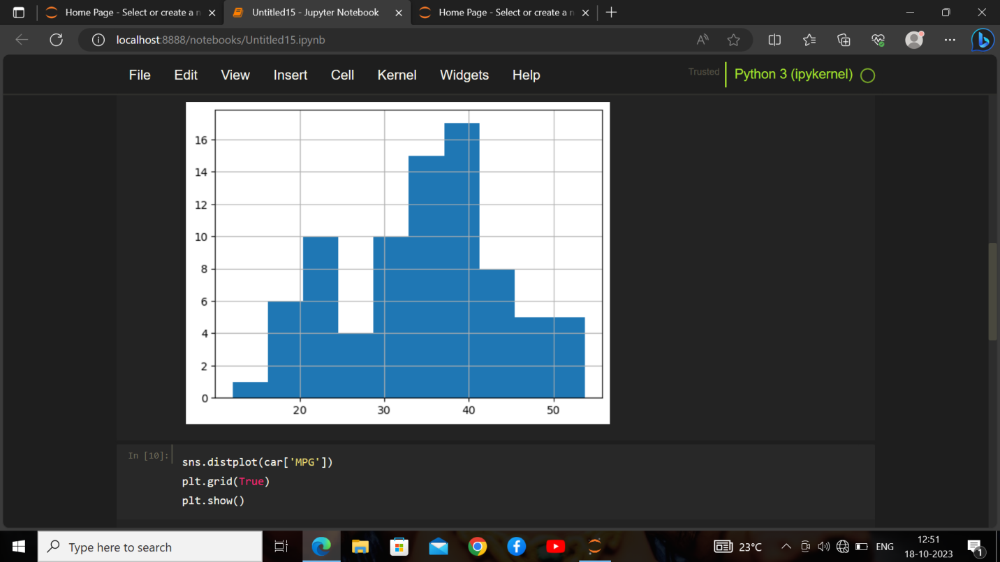 Home Page - Select or create a n
Untitled15 - Jupyter Notebook
Home Page - Select or create a n
localhost:8888/notebooks/Untitled15.ipynb
File Edit View Insert Cell Kernel Widgets Help
Trusted
Python 3 (ipykernel)
16
14
12
10
8
6
4
2
0
20 30 40 50
In [10]:
sns.distplot(car['MPG'])
plt.grid(True)
plt.show()
Type here to search
23°C
ENG
12:51
18-10-2023
1